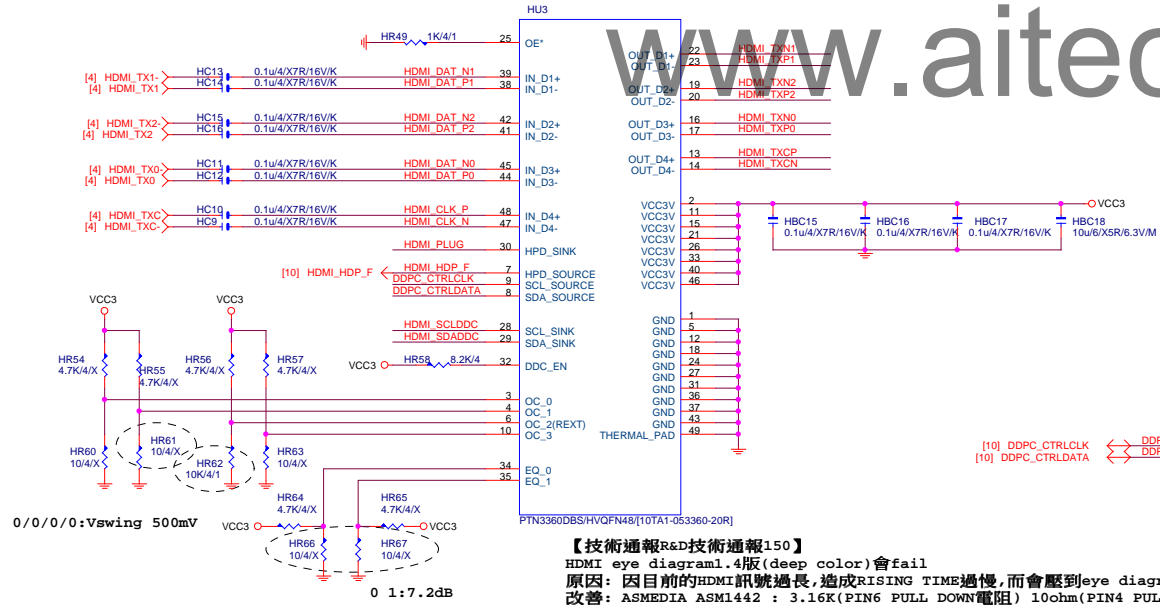 HU3
www.aitec
HR49 1K/4/1 25 OE*
OUT_D1+ 22 HDMI_TXN1
OUT_D1- 23 HDMI_TXP1
[4] HDMI_TX1- HC13 0.1u/4/X7R/16V/K HDMI_DAT_N1 39 IN_D1+
[4] HDMI_TX1 HC14 0.1u/4/X7R/16V/K HDMI_DAT_P1 38 IN_D1-
OUT_D2+ 19 HDMI_TXN2
OUT_D2- 20 HDMI_TXP2
[4] HDMI_TX2- HC15 0.1u/4/X7R/16V/K HDMI_DAT_N2 42 IN_D2+
[4] HDMI_TX2 HC16 0.1u/4/X7R/16V/K HDMI_DAT_P2 41 IN_D2-
OUT_D3+ 16 HDMI_TXN0
OUT_D3- 17 HDMI_TXP0
[4] HDMI_TX0- HC11 0.1u/4/X7R/16V/K HDMI_DAT_N0 45 IN_D3+
[4] HDMI_TX0 HC12 0.1u/4/X7R/16V/K HDMI_DAT_P0 44 IN_D3-
OUT_D4+ 13 HDMI_TXCP
OUT_D4- 14 HDMI_TXCN
[4] HDMI_TXC HC10 0.1u/4/X7R/16V/K HDMI_CLK_P 48 IN_D4+
[4] HDMI_TXC- HC9 0.1u/4/X7R/16V/K HDMI_CLK_N 47 IN_D4-
VCC3V 2 VCC3
VCC3V 11
VCC3V 15
VCC3V 21
VCC3V 26
VCC3V 33
VCC3V 40
VCC3V 46
HBC15 0.1u/4/X7R/16V/K
HBC16 0.1u/4/X7R/16V/K
HBC17 0.1u/4/X7R/16V/K
HBC18 10u/6/X5R/6.3V/M
HDMI_PLUG 30 HPD_SINK
[10] HDMI_HDP_F HDMI_HDP_F 7 HPD_SOURCE
DDPC_CTRLCLK 9 SCL_SOURCE
DDPC_CTRLDATA 8 SDA_SOURCE
HDMI_SCLDDC 28 SCL_SINK
HDMI_SDADDC 29 SDA_SINK
VCC3 HR58 8.2K/4 32 DDC_EN
GND 1
GND 5
GND 12
GND 18
GND 24
GND 27
GND 31
GND 36
GND 37
GND 43
THERMAL_PAD 49
VCC3 VCC3
HR54 4.7K/4/X
HR55 4.7K/4/X
HR56 4.7K/4/X
HR57 4.7K/4/X
3 OC_0
4 OC_1
6 OC_2(REXT)
10 OC_3
HR60 10/4/X
HR61 10/4/X
HR62 10K/4/1
HR63 10/4/X
34 EQ_0
35 EQ_1
[10] DDPC_CTRLCLK
[10] DDPC_CTRLDATA
0/0/0/0:Vswing 500mV
VCC3 HR64 4.7K/4/X
HR65 4.7K/4/X VCC3
HR66 10/4/X
HR67 10/4/X
0 1:7.2dB
PTN3360DBS/HVQFN48/[10TA1-053360-20R]
【技術通報R&D技術通報150】
HDMI eye diagram1.4版(deep color)會fail
原因: 因目前的HDMI訊號過長,造成RISING TIME過慢,而會壓到eye diagr
改善: ASMEDIA ASM1442 : 3.16K(PIN6 PULL DOWN電阻) 10ohm(PIN4 PUL